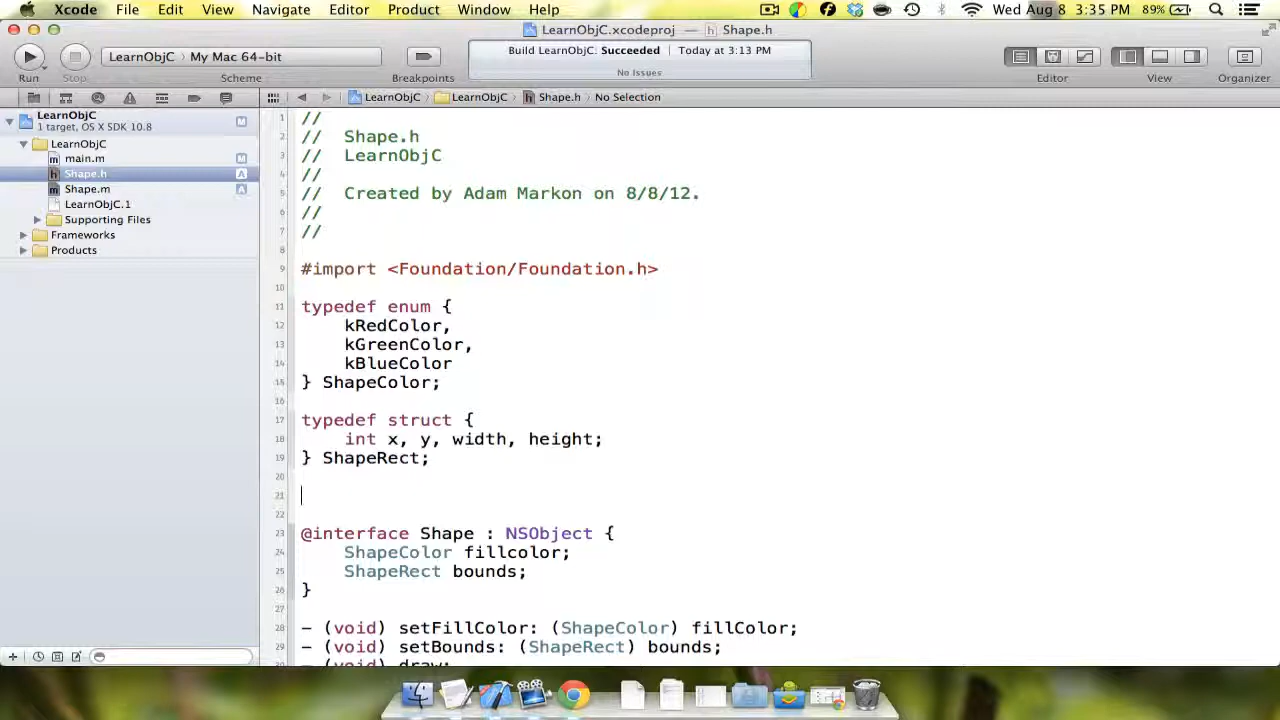 Xcode File Edit View Navigate Editor Product Window Help Wed Aug 8 3:35 PM 89%
LearnObjC.xcodeproj — Shape.h
LearnObjC My Mac 64-bit
Build LearnObjC: Succeeded Today at 3:13 PM
No Issues
Run Stop Scheme Breakpoints Editor View Organizer
LearnObjC LearnObjC Shape.h No Selection
LearnObjC M
1 target, OS X SDK 10.8
LearnObjC
main.m M
Shape.h A
Shape.m A
LearnObjC.1
Supporting Files
Frameworks
Products
1 //
2 // Shape.h
3 // LearnObjC
4 //
5 // Created by Adam Markon on 8/8/12.
6 //
7 //
8
9 #import <Foundation/Foundation.h>
10
11 typedef enum {
12 kRedColor,
13 kGreenColor,
14 kBlueColor
15 } ShapeColor;
16
17 typedef struct {
18 int x, y, width, height;
19 } ShapeRect;
20
21
22
23 @interface Shape : NSObject {
24 ShapeColor fillcolor;
25 ShapeRect bounds;
26 }
27
28 - (void) setFillColor: (ShapeColor) fillColor;
29 - (void) setBounds: (ShapeRect) bounds;
- (void) draw;